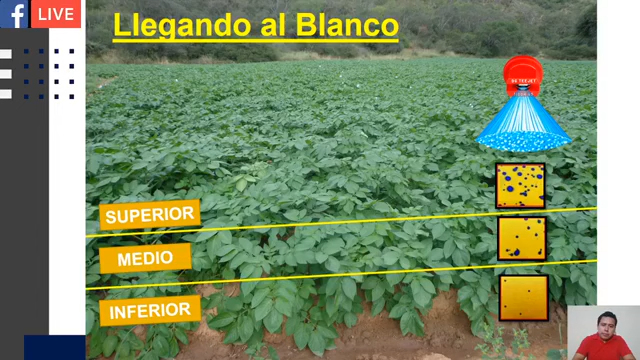 f LIVE
Llegando al Blanco
SUPERIOR
MEDIO
INFERIOR